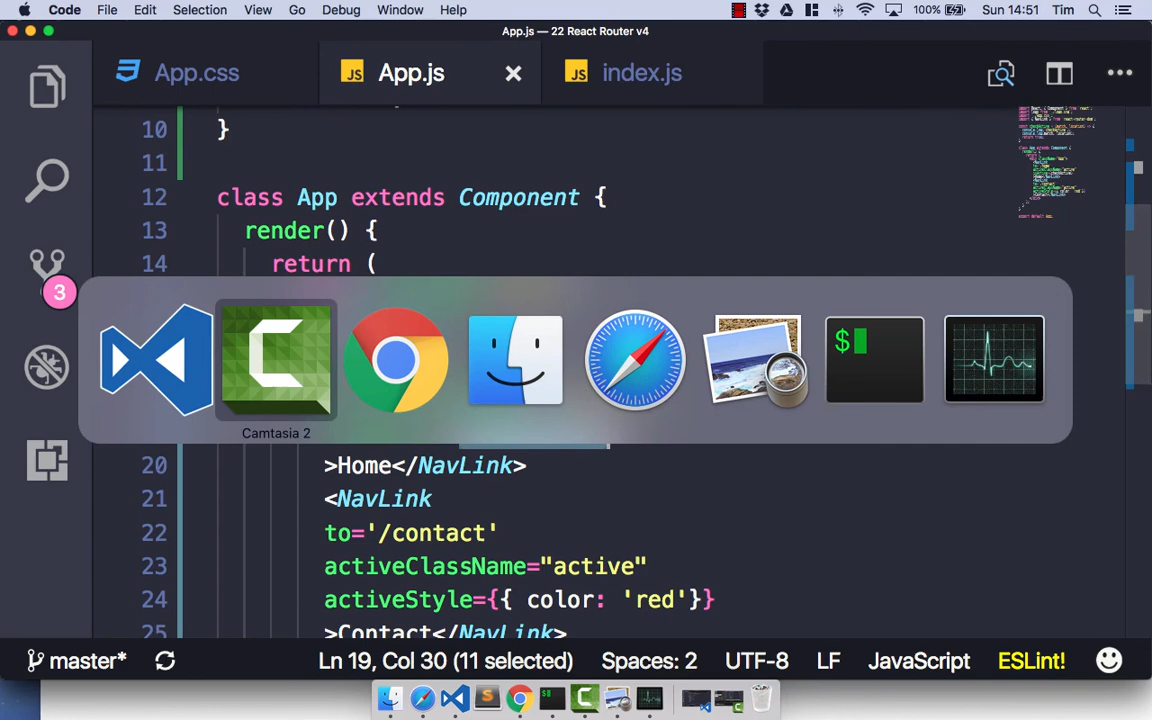 Code File Edit Selection View Go Debug Window Help 100% Sun 14:51 Tim
App.js — 22 React Router v4
App.css JS App.js JS index.js
10 }
11
12 class App extends Component {
13 render() {
14 return (
3
$
Camtasia 2
20 >Home</NavLink>
21 <NavLink
22 to='/contact'
23 activeClassName="active"
24 activeStyle={{ color: 'red'}}
25 >Contact</NavLink>
master* Ln 19, Col 30 (11 selected) Spaces: 2 UTF-8 LF JavaScript ESLint!